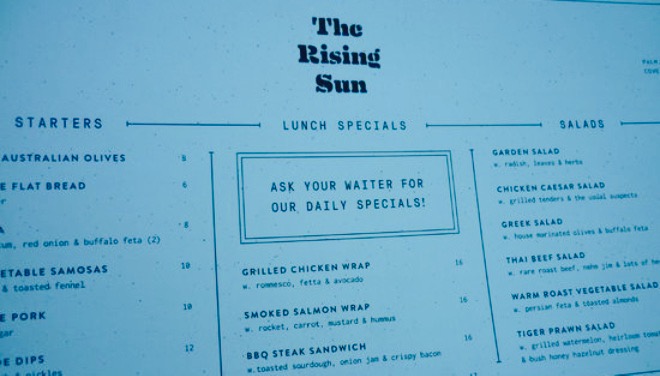 The
Rising
Sun
STARTERS
AUSTRALIAN OLIVES 8
FLAT BREAD 6
8
red onion & buffalo feta (2)
SAMOSAS 10
& toasted fennel
PORK 10
DIPS 12
& pickles
LUNCH SPECIALS
ASK YOUR WAITER FOR
OUR DAILY SPECIALS!
GRILLED CHICKEN WRAP 16
w. romnesco, fetta & avocado
SMOKED SALMON WRAP 16
w. rocket, carrot, mustard & hummus
BBQ STEAK SANDWICH 16
w.toasted sourdough, onion jam & crispy bacon
SALADS
GARDEN SALAD
w. radish, leaves & herbs
CHICKEN CAESAR SALAD
w. grilled tenders & the usual suspects
GREEK SALAD
w. house marinated olives & buffalo feta
THAI BEEF SALAD
w. rare roast beef, nahm jim & lots of
WARM ROAST VEGETABLE SALAD
w. persian feta & toasted almonds
TIGER PRAWN SALAD
w. grilled watermelon, heirloom
& bush honey hazelnut dressing